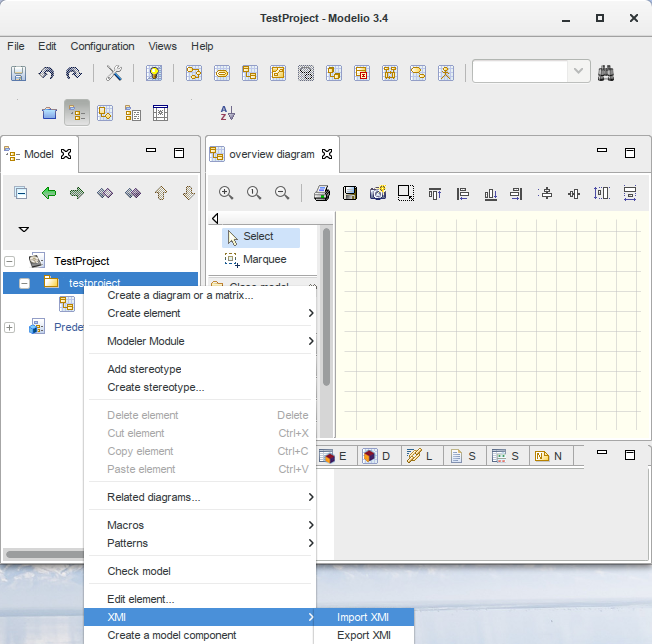 TestProject - Modelio 3.4
File Edit Configuration Views Help
Model
overview diagram
Select
Marquee
TestProject
testproject
Create a diagram or a matrix...
Create element
Modeler Module
Add stereotype
Create stereotype...
Delete element Delete
Cut element Ctrl+X
Copy element Ctrl+C
Paste element Ctrl+V
Related diagrams...
Macros
Patterns
Check model
Edit element...
XMI
Import XMI
Create a model component
Export XMI
Prede
E D L S S N